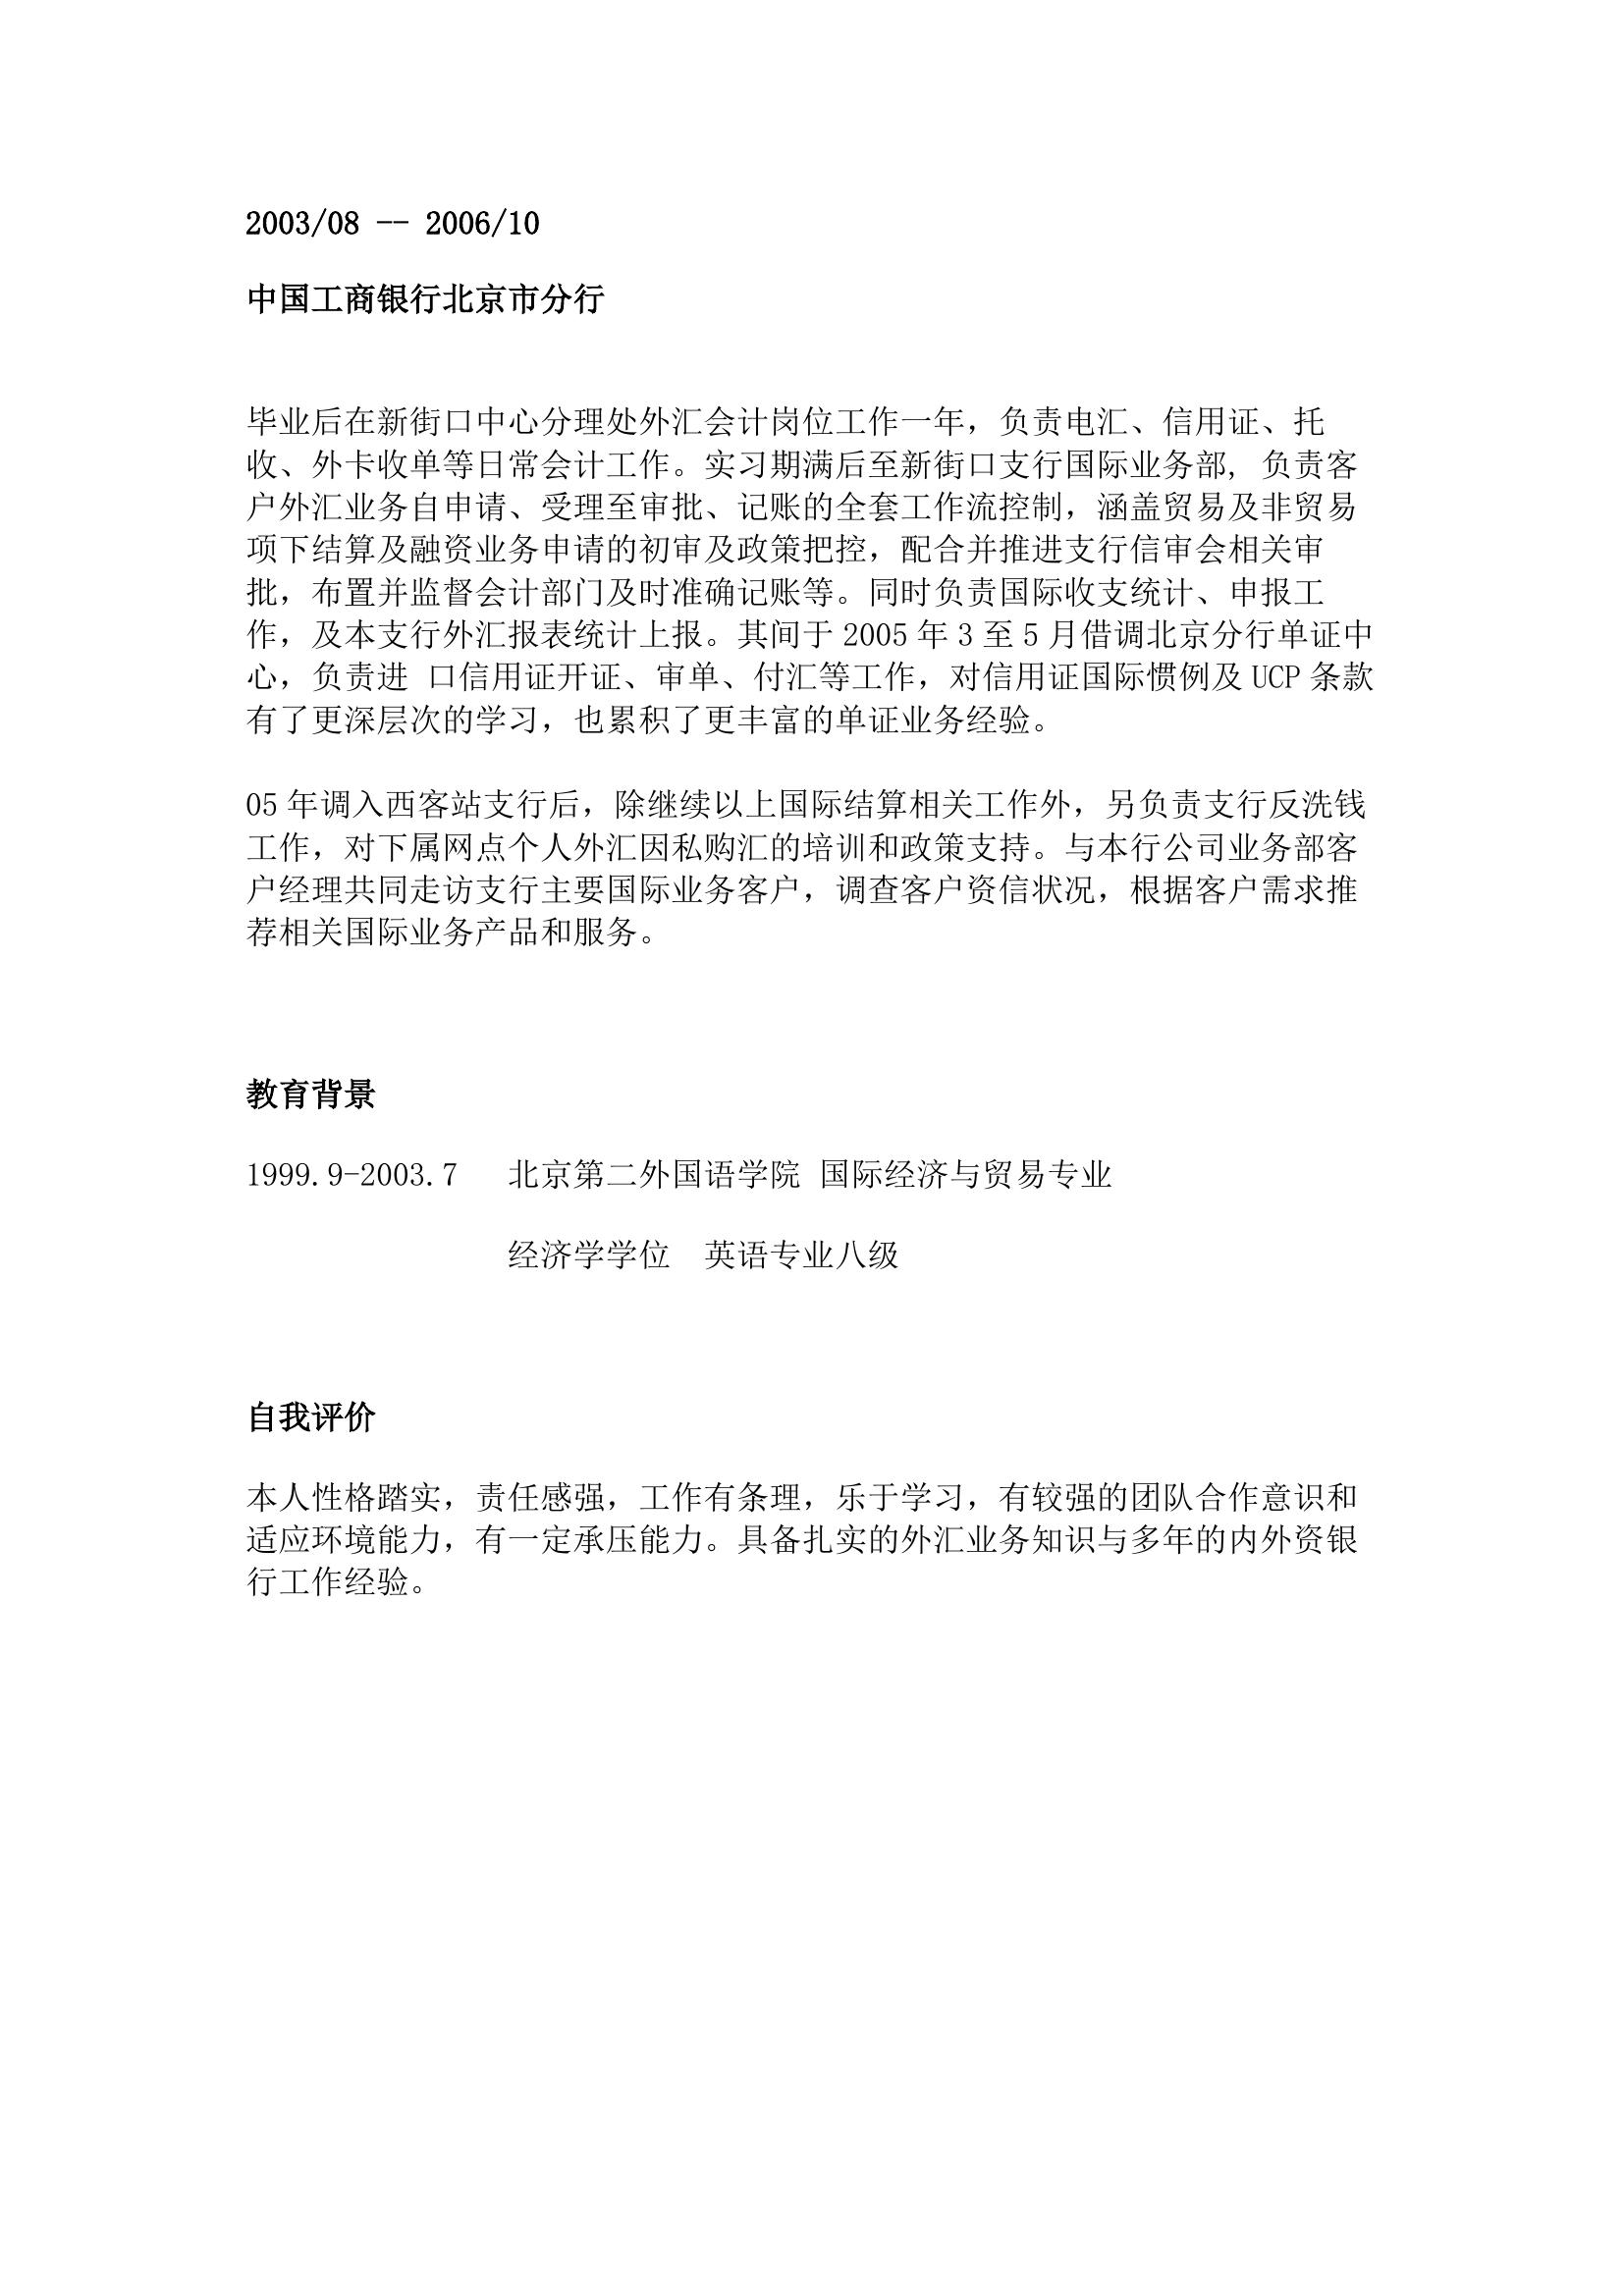 2003/08 -- 2006/10
中国工商银行北京市分行
毕业后在新街口中心分理处外汇会计岗位工作一年，负责电汇、信用证、托
收、外卡收单等日常会计工作。实习期满后至新街口支行国际业务部, 负责客
户外汇业务自申请、受理至审批、记账的全套工作流控制，涵盖贸易及非贸易
项下结算及融资业务申请的初审及政策把控，配合并推进支行信审会相关审
批，布置并监督会计部门及时准确记账等。同时负责国际收支统计、申报工
作，及本支行外汇报表统计上报。其间于 2005 年 3 至 5 月借调北京分行单证中
心，负责进 口信用证开证、审单、付汇等工作，对信用证国际惯例及 UCP 条款
有了更深层次的学习，也累积了更丰富的单证业务经验。
05 年调入西客站支行后，除继续以上国际结算相关工作外，另负责支行反洗钱
工作，对下属网点个人外汇因私购汇的培训和政策支持。与本行公司业务部客
户经理共同走访支行主要国际业务客户，调查客户资信状况，根据客户需求推
荐相关国际业务产品和服务。
教育背景
1999.9-2003.7 北京第二外国语学院 国际经济与贸易专业
经济学学位 英语专业八级
自我评价
本人性格踏实，责任感强，工作有条理，乐于学习，有较强的团队合作意识和
适应环境能力，有一定承压能力。具备扎实的外汇业务知识与多年的内外资银
行工作经验。